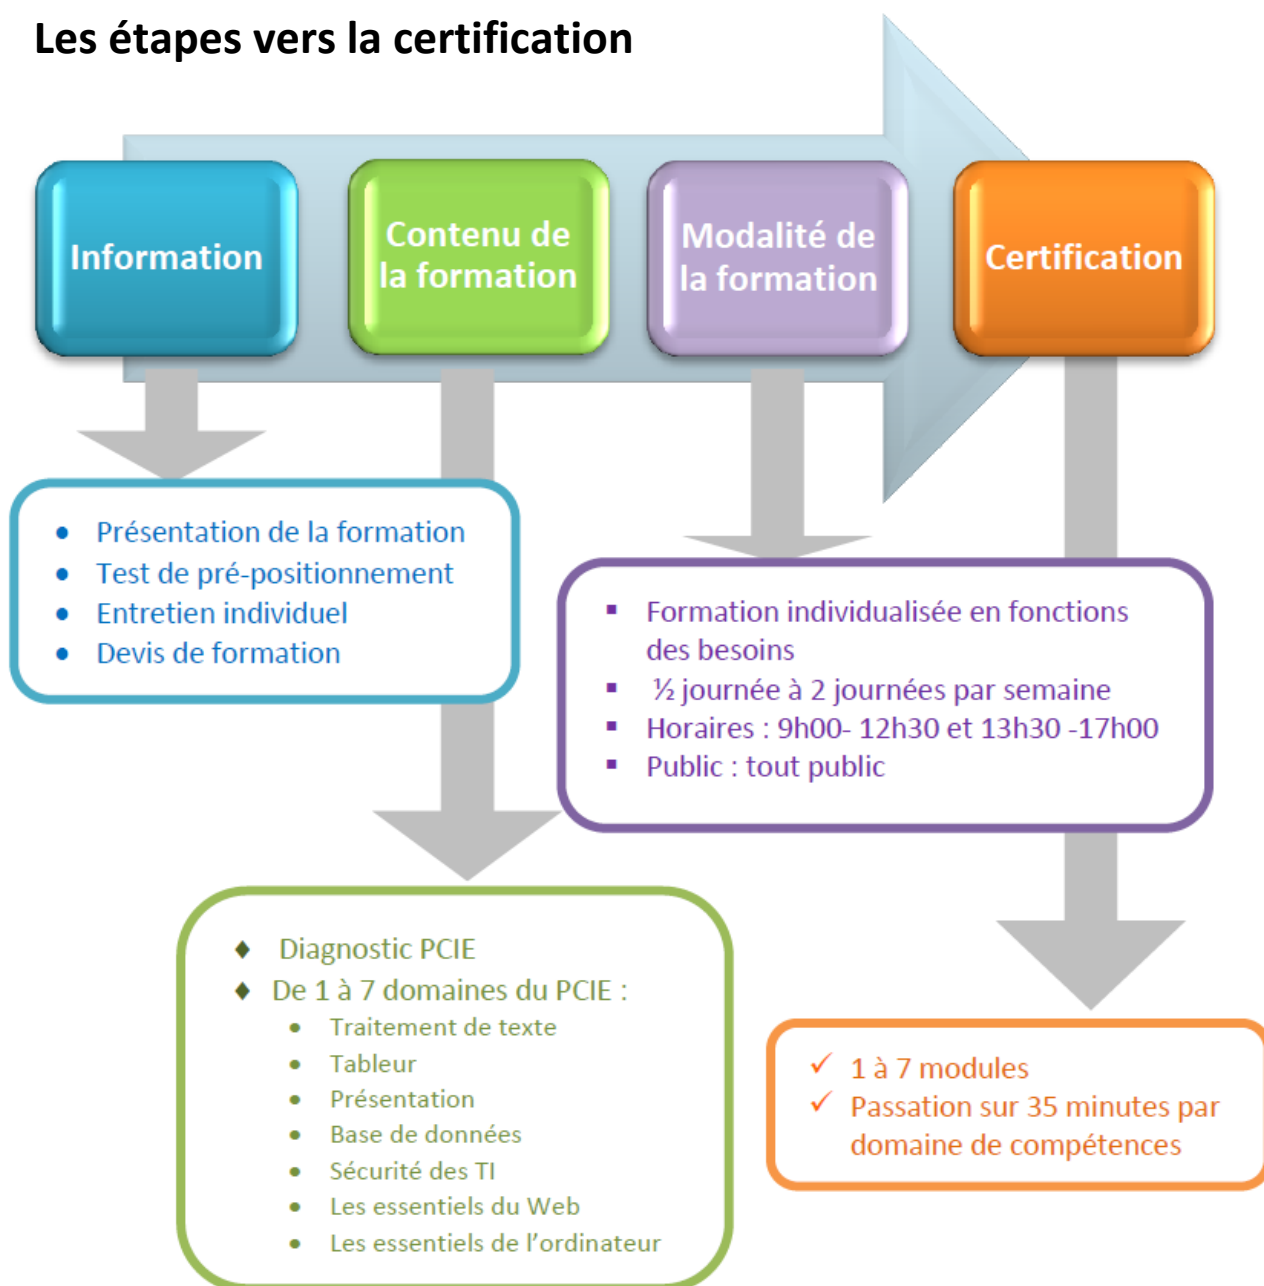 Les étapes vers la certification
Information
Contenu de
la formation
Modalité de
la formation
Certification
• Présentation de la formation
• Test de pré-positionnement
• Entretien individuel
• Devis de formation
▪ Formation individualisée en fonctions
des besoins
▪ ½ journée à 2 journées par semaine
▪ Horaires : 9h00- 12h30 et 13h30 -17h00
▪ Public : tout public
♦ Diagnostic PCIE
♦ De 1 à 7 domaines du PCIE :
• Traitement de texte
• Tableur
• Présentation
• Base de données
• Sécurité des TI
• Les essentiels du Web
• Les essentiels de l'ordinateur
✓ 1 à 7 modules
✓ Passation sur 35 minutes par
domaine de compétences